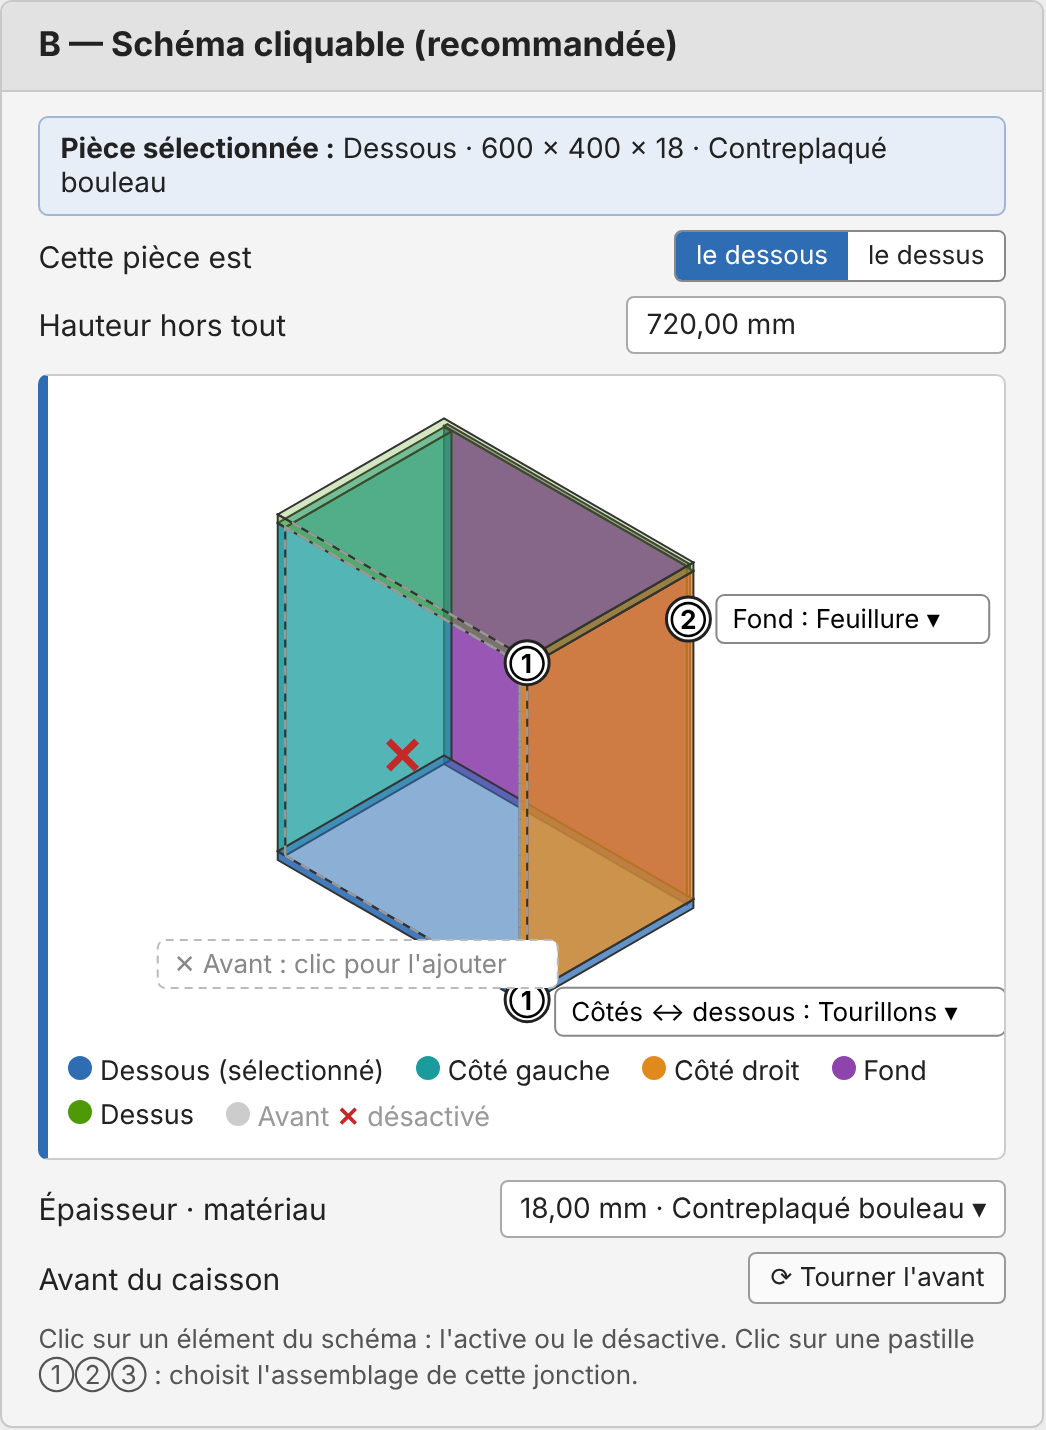 B — Schéma cliquable (recommandée)
Pièce sélectionnée : Dessous · 600 × 400 × 18 · Contreplaqué
bouleau
Cette pièce est
le dessous
le dessus
Hauteur hors tout
720,00 mm
② Fond : Feuillure ▾
①
✕ Avant : clic pour l'ajouter
① Côtés ↔ dessous : Tourillons ▾
Dessous (sélectionné)
Côté gauche
Côté droit
Fond
Dessus
Avant ✕ désactivé
Épaisseur · matériau
18,00 mm · Contreplaqué bouleau ▾
Avant du caisson
⟳ Tourner l'avant
Clic sur un élément du schéma : l'active ou le désactive. Clic sur une pastille
①②③ : choisit l'assemblage de cette jonction.